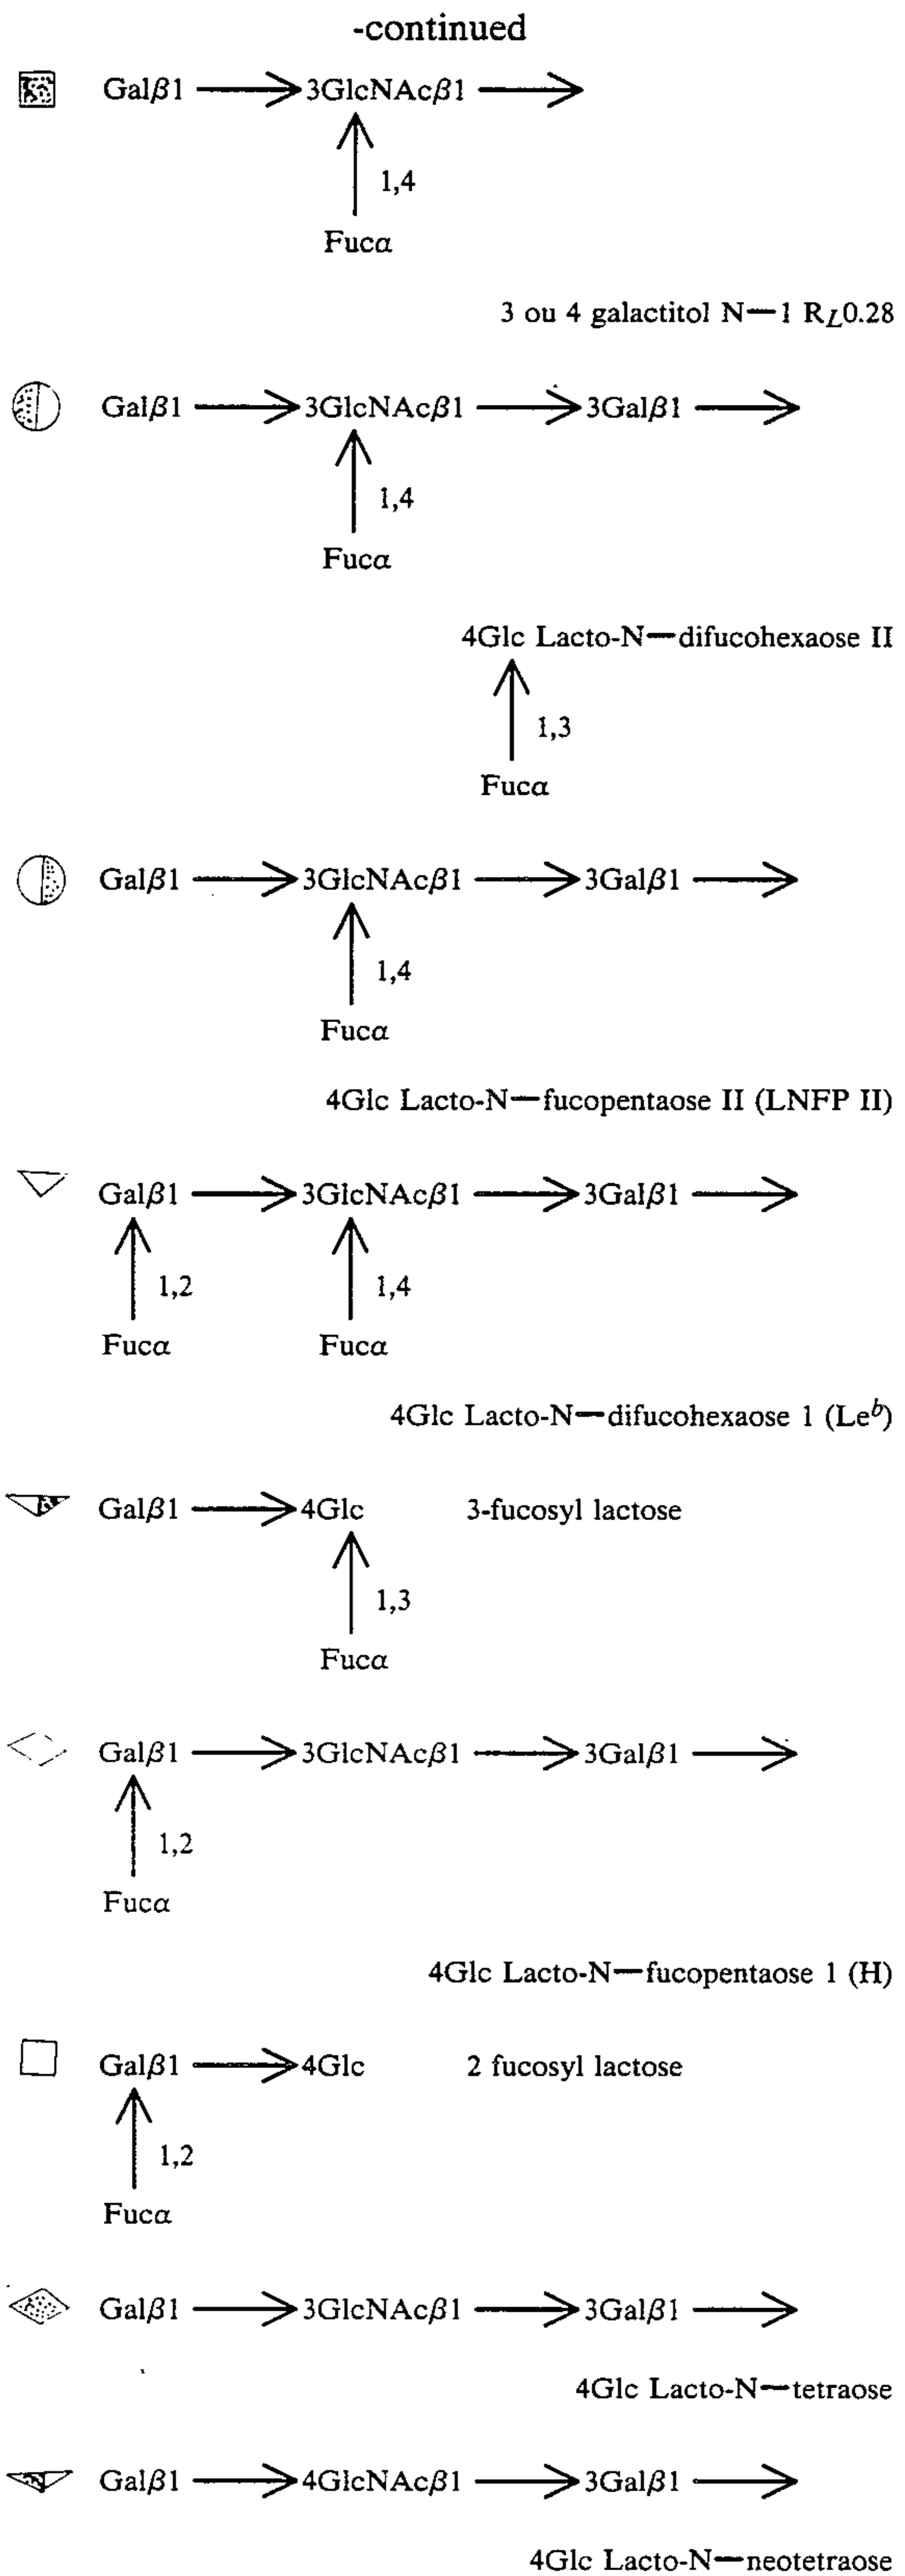 -continued
Galβ1 → 3GlcNAcβ1 →
1,4
Fucα
3 ou 4 galactitol N—1 R_L0.28
Galβ1 → 3GlcNAcβ1 → 3Galβ1 →
1,4
Fucα
4Glc Lacto-N—difucohexaose II
1,3
Fucα
Galβ1 → 3GlcNAcβ1 → 3Galβ1 →
1,4
Fucα
4Glc Lacto-N—fucopentaose II (LNFP II)
Galβ1 → 3GlcNAcβ1 → 3Galβ1 →
1,2 1,4
Fucα Fucα
4Glc Lacto-N—difucohexaose 1 (Le^b)
Galβ1 → 4Glc 3-fucosyl lactose
1,3
Fucα
Galβ1 → 3GlcNAcβ1 → 3Galβ1 →
1,2
Fucα
4Glc Lacto-N—fucopentaose 1 (H)
Galβ1 → 4Glc 2 fucosyl lactose
1,2
Fucα
Galβ1 → 3GlcNAcβ1 → 3Galβ1 →
4Glc Lacto-N—tetraose
Galβ1 → 4GlcNAcβ1 → 3Galβ1 →
4Glc Lacto-N—neotetraose